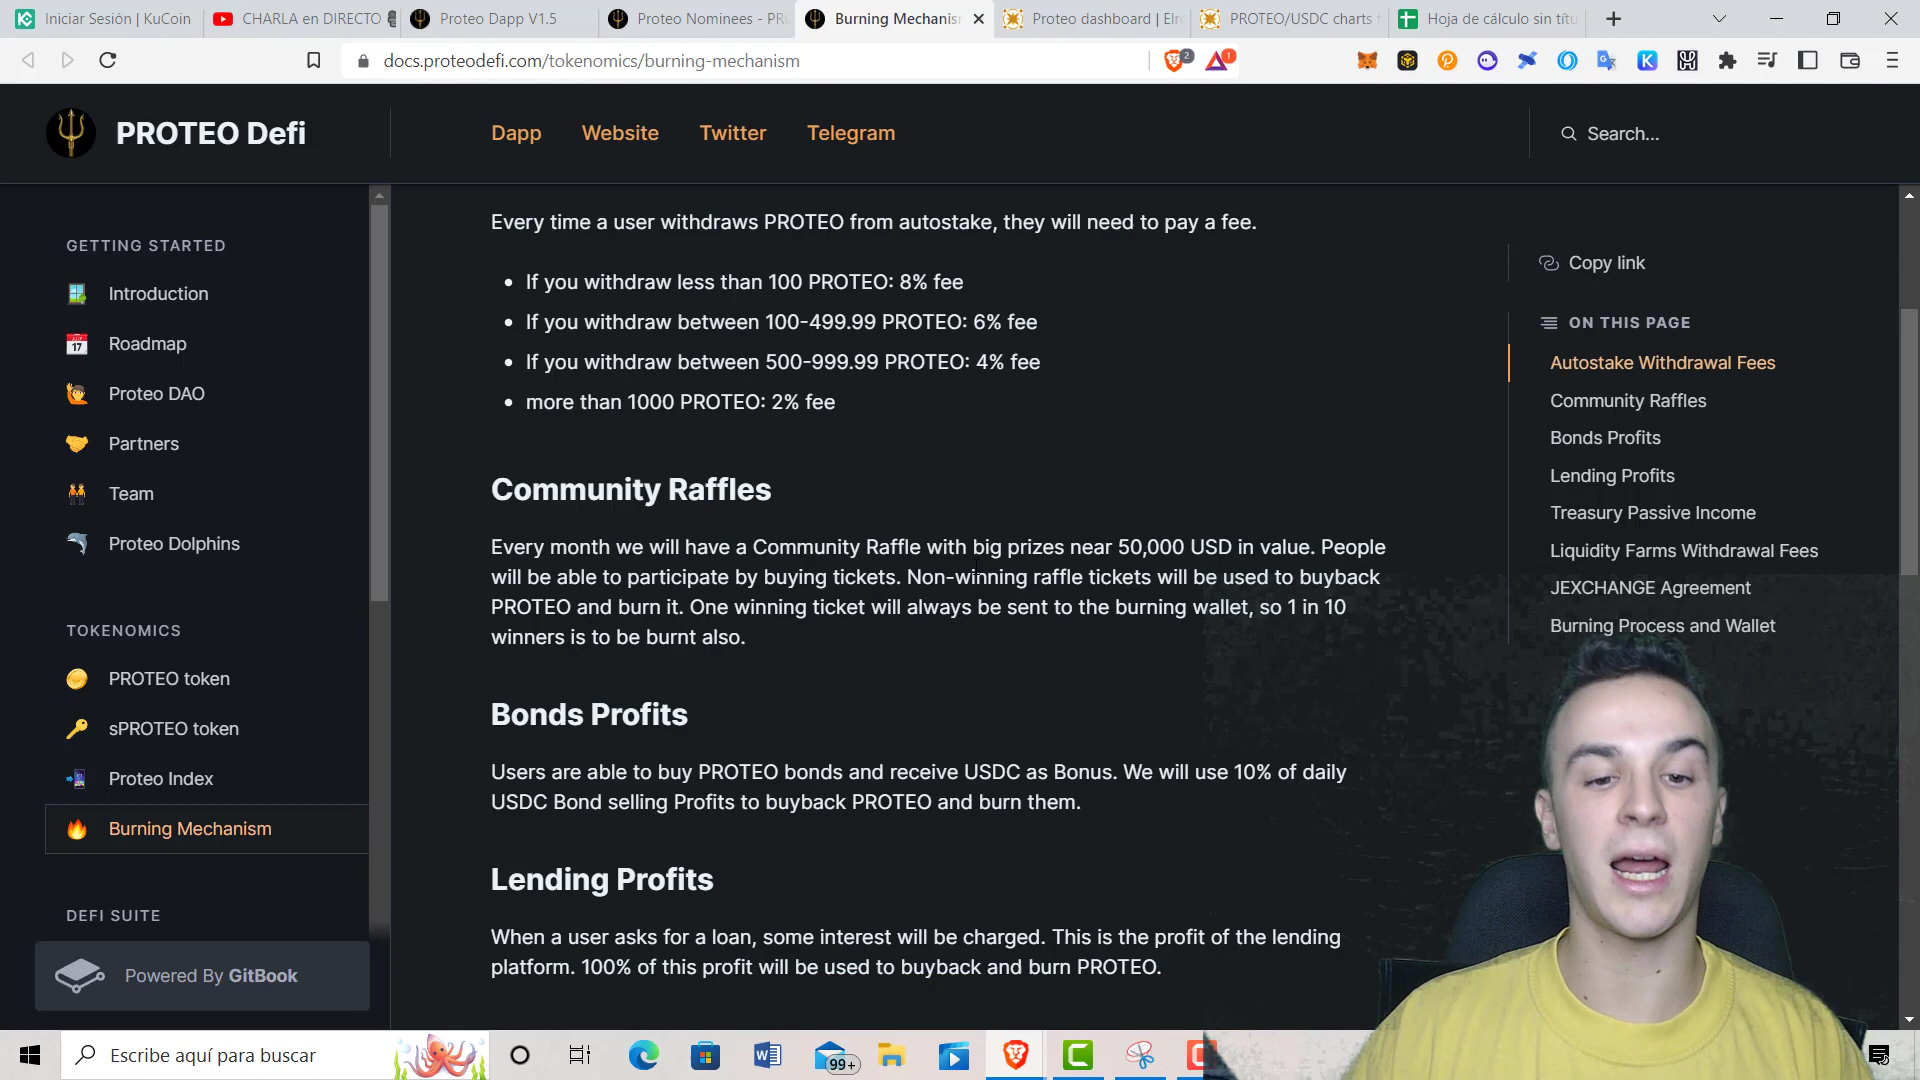 Iniciar Sesión | KuCoin
CHARLA en DIRECTO
Proteo Dapp V1.5
Proteo Nominees - PRO
Burning Mechanism
Proteo dashboard | Elro
PROTEO/USDC charts f
Hoja de cálculo sin títu
docs.proteodefi.com/tokenomics/burning-mechanism
2
1
PROTEO Defi
Dapp
Website
Twitter
Telegram
Search...
GETTING STARTED
Introduction
17
Roadmap
Proteo DAO
Partners
Team
Proteo Dolphins
TOKENOMICS
PROTEO token
sPROTEO token
Proteo Index
Burning Mechanism
DEFI SUITE
Powered By GitBook
Every time a user withdraws PROTEO from autostake, they will need to pay a fee.
• If you withdraw less than 100 PROTEO: 8% fee
• If you withdraw between 100-499.99 PROTEO: 6% fee
• If you withdraw between 500-999.99 PROTEO: 4% fee
• more than 1000 PROTEO: 2% fee
Community Raffles
Every month we will have a Community Raffle with big prizes near 50,000 USD in value. People
will be able to participate by buying tickets. Non-winning raffle tickets will be used to buyback
PROTEO and burn it. One winning ticket will always be sent to the burning wallet, so 1 in 10
winners is to be burnt also.
Bonds Profits
Users are able to buy PROTEO bonds and receive USDC as Bonus. We will use 10% of daily
USDC Bond selling Profits to buyback PROTEO and burn them.
Lending Profits
When a user asks for a loan, some interest will be charged. This is the profit of the lending
platform. 100% of this profit will be used to buyback and burn PROTEO.
Copy link
ON THIS PAGE
Autostake Withdrawal Fees
Community Raffles
Bonds Profits
Lending Profits
Treasury Passive Income
Liquidity Farms Withdrawal Fees
JEXCHANGE Agreement
Burning Process and Wallet
Escribe aquí para buscar
99+